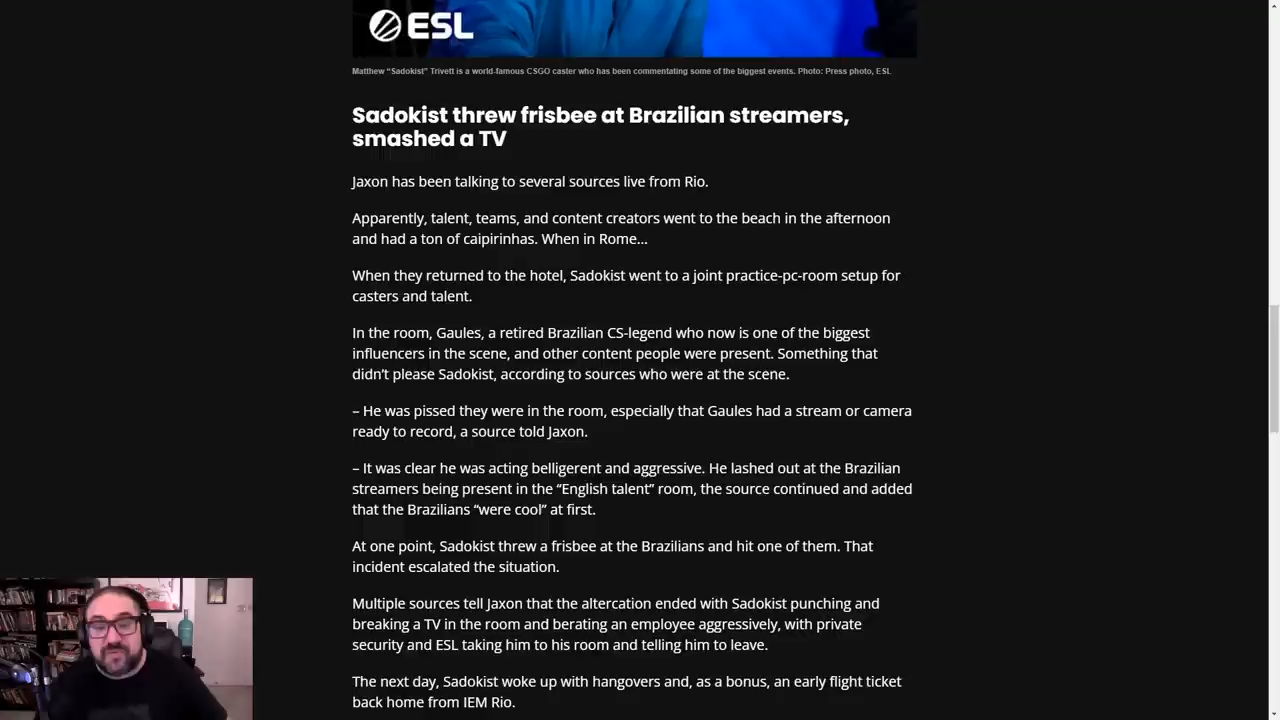 ESL
Matthew “Sadokist” Trivett is a world-famous CSGO caster who has been commentating some of the biggest events. Photo: Press photo, ESL
Sadokist threw frisbee at Brazilian streamers,
smashed a TV
Jaxon has been talking to several sources live from Rio.
Apparently, talent, teams, and content creators went to the beach in the afternoon
and had a ton of caipirinhas. When in Rome…
When they returned to the hotel, Sadokist went to a joint practice-pc-room setup for
casters and talent.
In the room, Gaules, a retired Brazilian CS-legend who now is one of the biggest
influencers in the scene, and other content people were present. Something that
didn’t please Sadokist, according to sources who were at the scene.
– He was pissed they were in the room, especially that Gaules had a stream or camera
ready to record, a source told Jaxon.
– It was clear he was acting belligerent and aggressive. He lashed out at the Brazilian
streamers being present in the “English talent” room, the source continued and added
that the Brazilians “were cool” at first.
At one point, Sadokist threw a frisbee at the Brazilians and hit one of them. That
incident escalated the situation.
Multiple sources tell Jaxon that the altercation ended with Sadokist punching and
breaking a TV in the room and berating an employee aggressively, with private
security and ESL taking him to his room and telling him to leave.
The next day, Sadokist woke up with hangovers and, as a bonus, an early flight ticket
back home from IEM Rio.